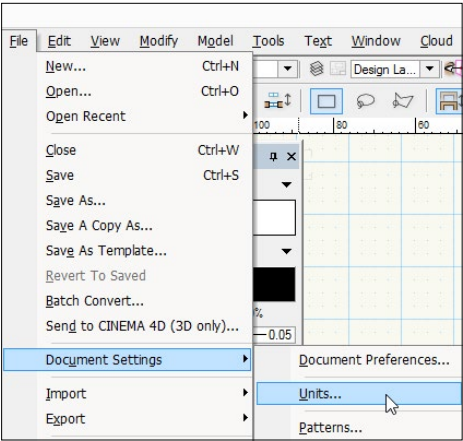 File Edit View Modify Model Tools Text Window Cloud
New... Ctrl+N
Design La...
Open... Ctrl+O
Open Recent
100 80 60
Close Ctrl+W
Save Ctrl+S
Save As...
Save A Copy As...
Save As Template...
Revert To Saved
Batch Convert...
%
Send to CINEMA 4D (3D only)...
0.05
Document Settings
Document Preferences...
Import
Units...
Export
Patterns...